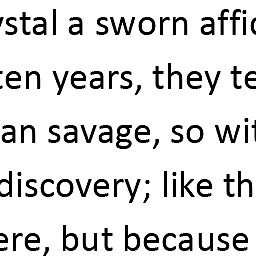 ystal a sworn affic
ten years, they te
an savage, so wit
discovery; like th
ere, but because